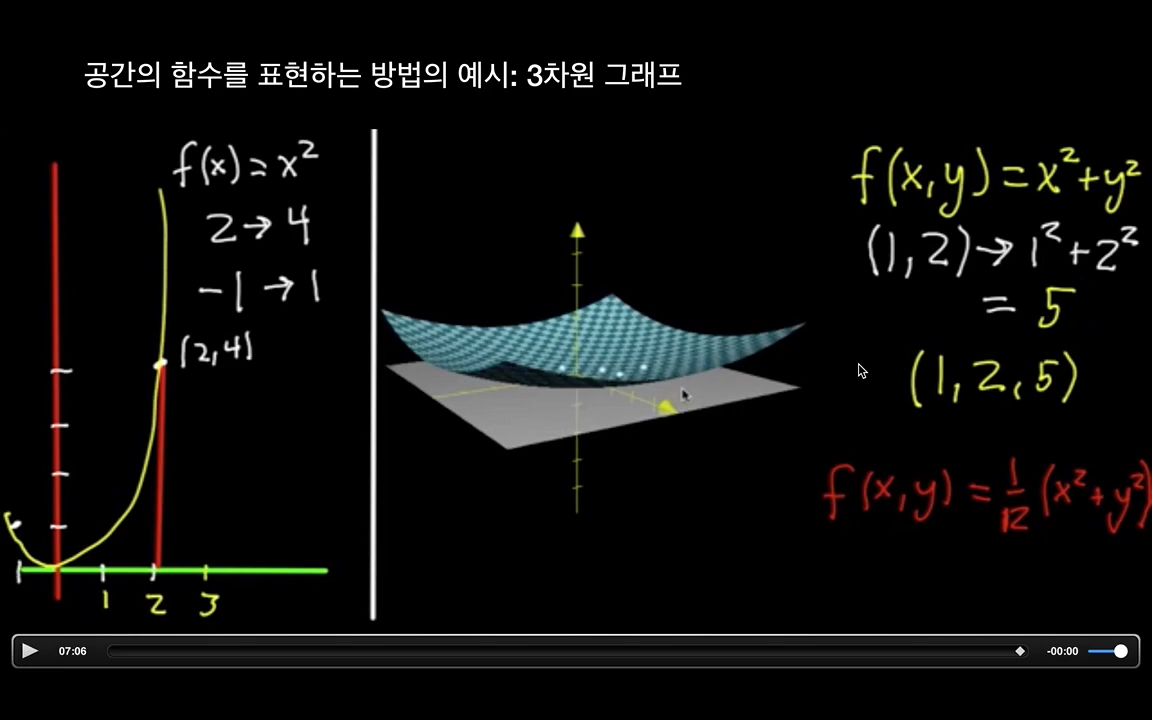 공간의 함수를 표현하는 방법의 예시: 3차원 그래프
f(x) = x²
2 → 4
-1 → 1
(2,4)
1
1 2 3
f(x,y) = x²+y²
(1,2) → 1²+2²
= 5
(1,2,5)
f(x,y) = 1/12 (x²+y²)
07:06
-00:00